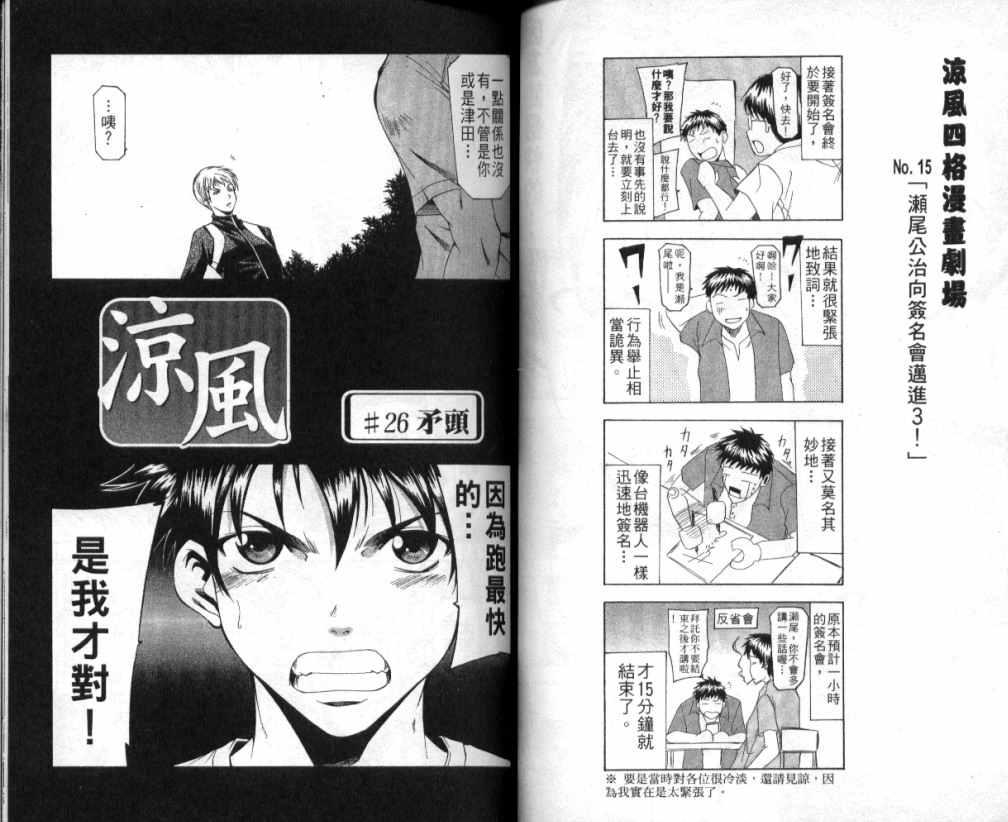 涼風四格漫畫劇場
No. 15
「瀬尾公治向簽名會邁進3！」
接著簽名會終
於要開始了，
好了，快去！
咦？那我要說
什麼才好？
說什麼都行！
也沒有事先的說
明，就要立刻上
台去了…
結果就很緊張
地致詞…
啊哈！大家
好啊！
呃，我是瀨
尾啦！
行為舉止相
當詭異。
接著又莫名其
妙地…
カタ
カタ
カタ
像台機器人一樣
迅速地簽名…
原本預計一小時
的簽名會，
瀨尾，你不會多
講一些話喔…
反省會
拜託你不要結
束之後才講啦
！
才15分鐘就
結束了。
※ 要是當時對各位很冷淡，還請見諒，因
為我實在是太緊張了。
一點關係也沒
有，不管是你
或是津田…
…咦？
涼風
#26 矛頭
因為跑最快
的…
是我才對！